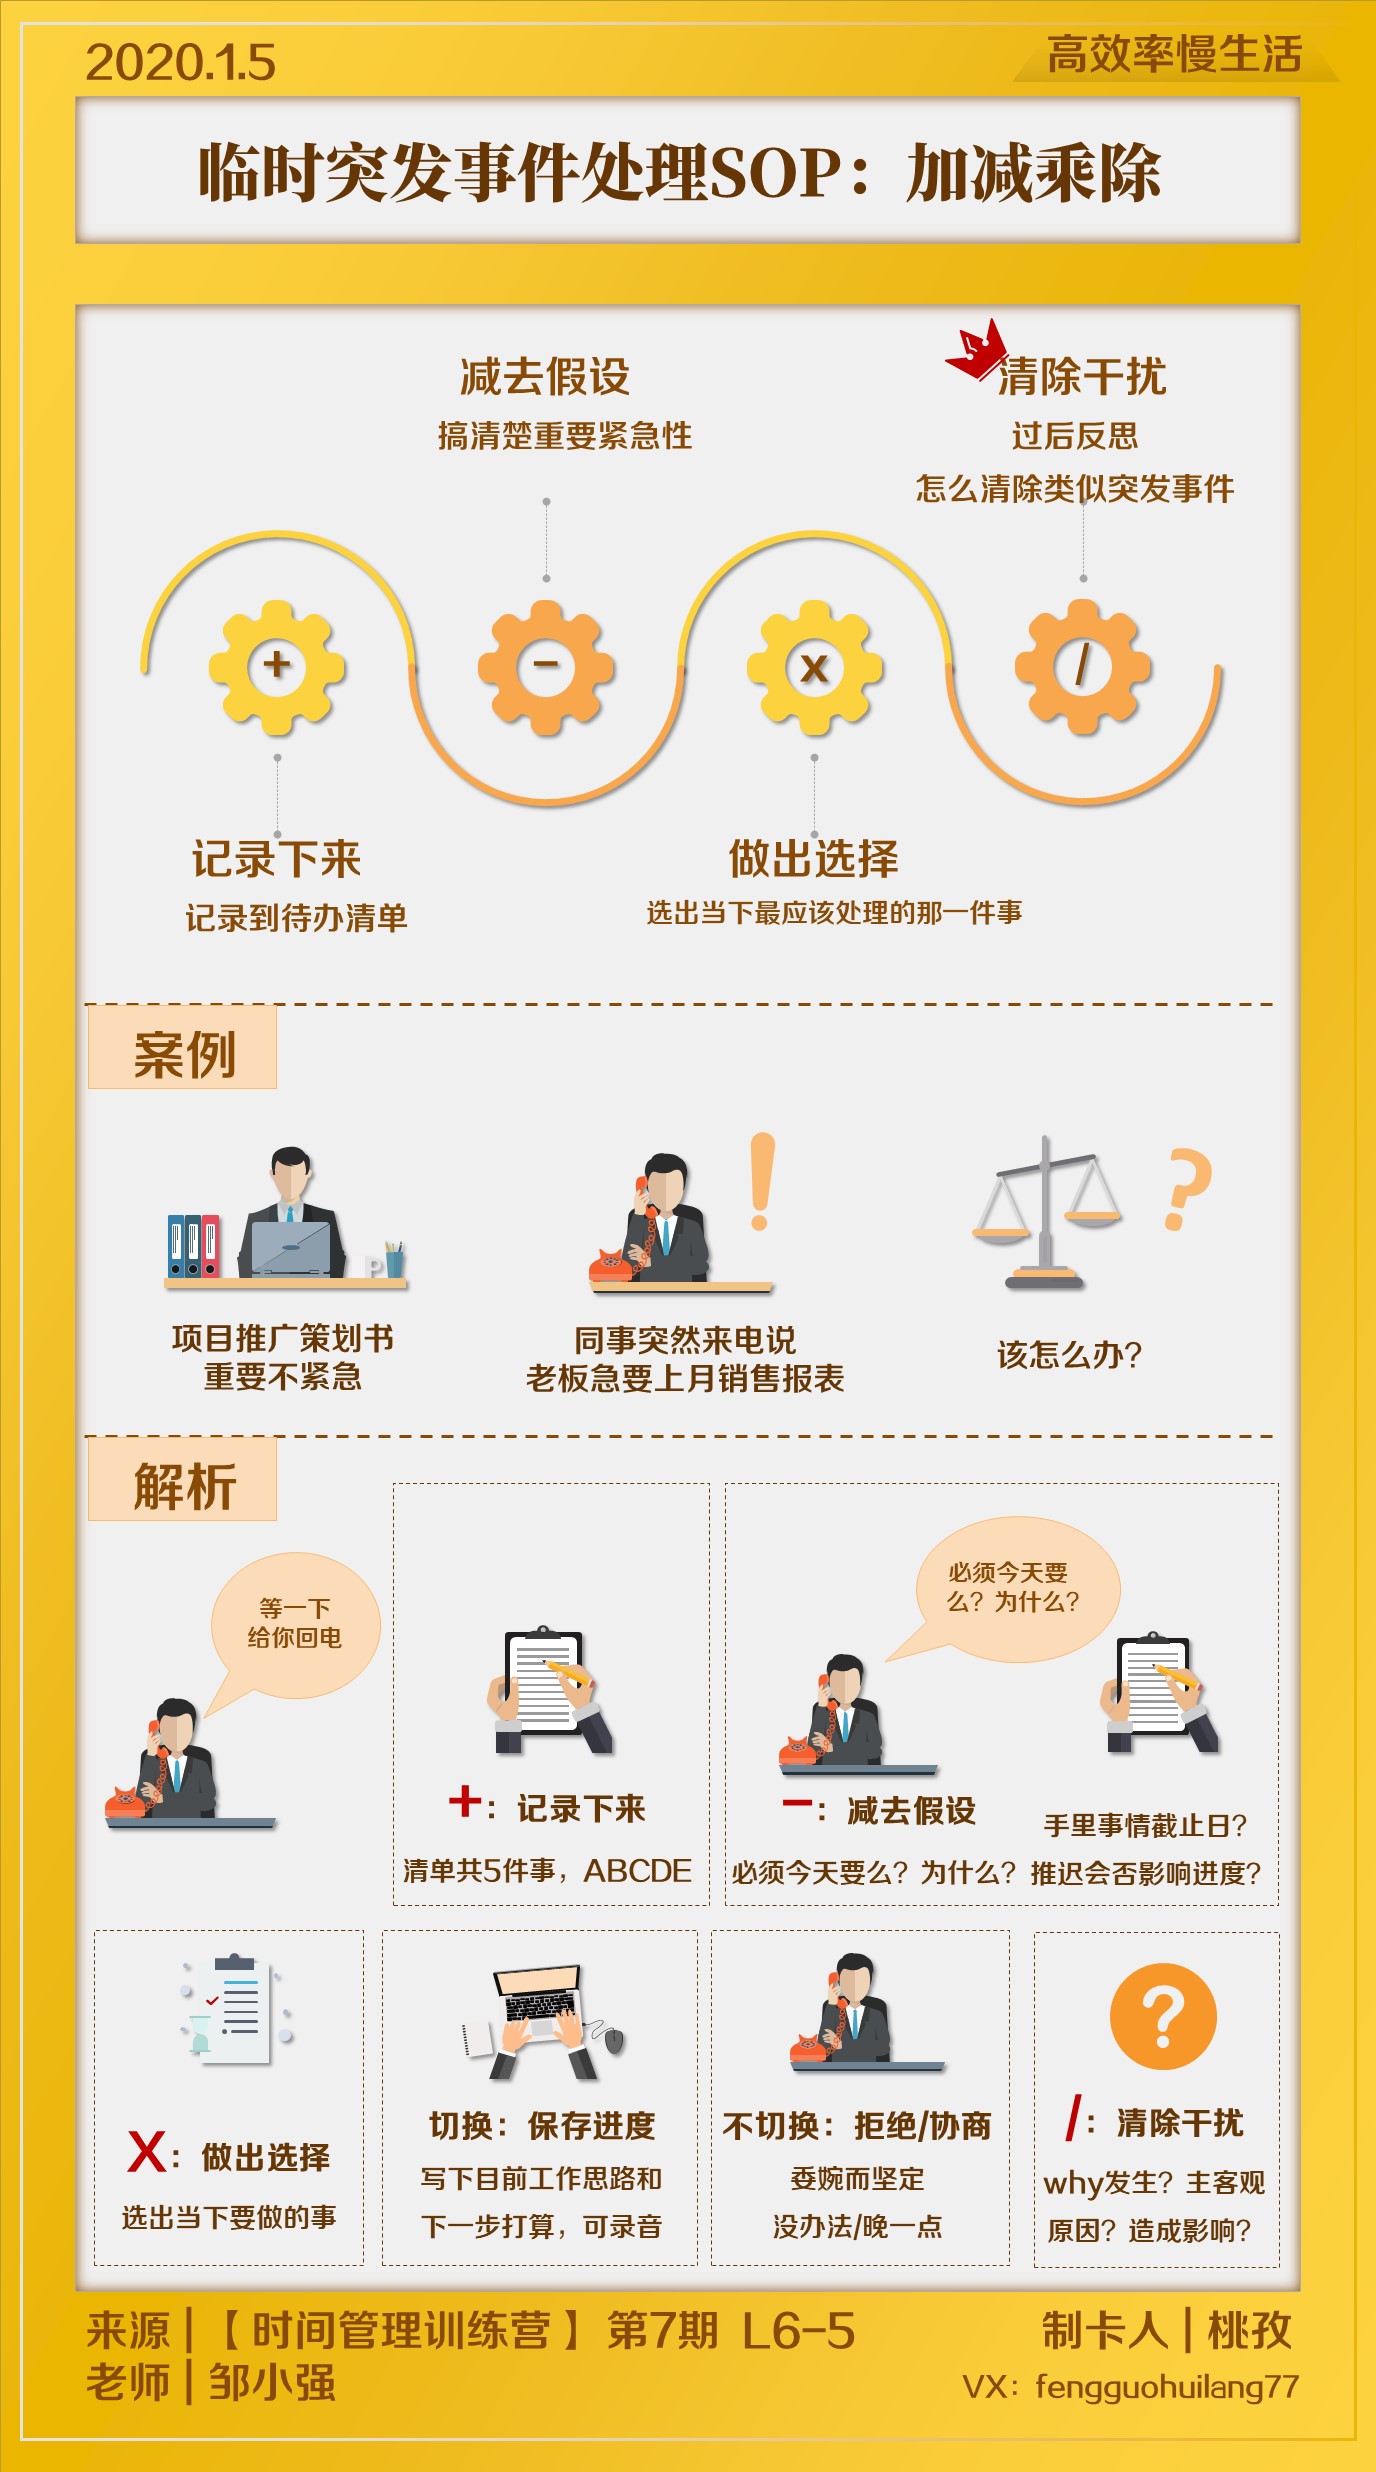 2020.1.5
高效率慢生活
临时突发事件处理SOP：加减乘除
减去假设
搞清楚重要紧急性
清除干扰
过后反思
怎么清除类似突发事件
+
−
x
/
记录下来
记录到待办清单
做出选择
选出当下最应该处理的那一件事
案例
P
项目推广策划书
重要不紧急
!
同事突然来电说
老板急要上月销售报表
?
该怎么办？
解析
等一下
给你回电
+：记录下来
清单共5件事，ABCDE
必须今天要
么？为什么？
−：减去假设
必须今天要么？为什么？
手里事情截止日？
推迟会否影响进度？
X：做出选择
选出当下要做的事
切换：保存进度
写下目前工作思路和
下一步打算，可录音
不切换：拒绝/协商
委婉而坚定
没办法/晚一点
?
/：清除干扰
why发生？主客观
原因？造成影响？
来源|【时间管理训练营】第7期 L6-5
老师|邹小强
制卡人|桃孜
VX：fengguohuilang77